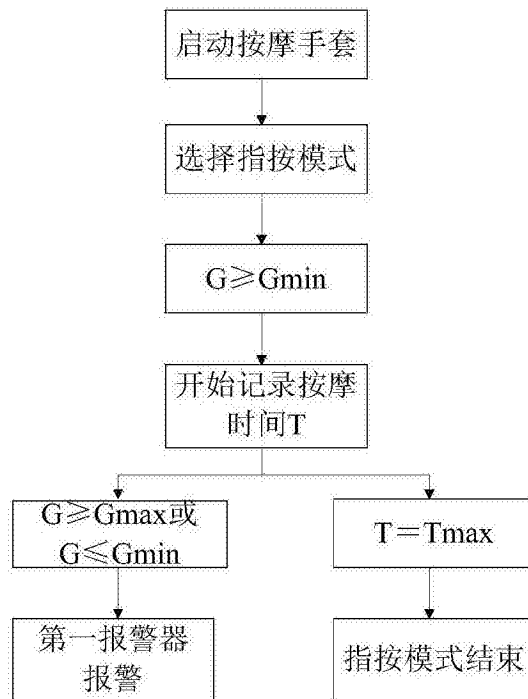 启动按摩手套
选择指按模式
G≥Gmin
开始记录按摩
时间T
G≥Gmax或
G≤Gmin
T＝Tmax
第一报警器
报警
指按模式结束